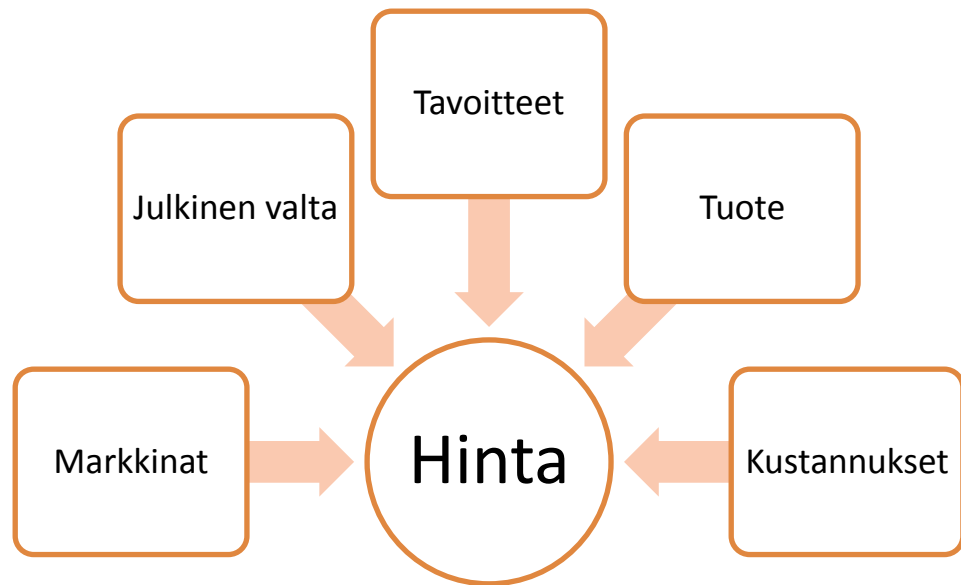 Tavoitteet
Julkinen valta
Tuote
Markkinat
Hinta
Kustannukset